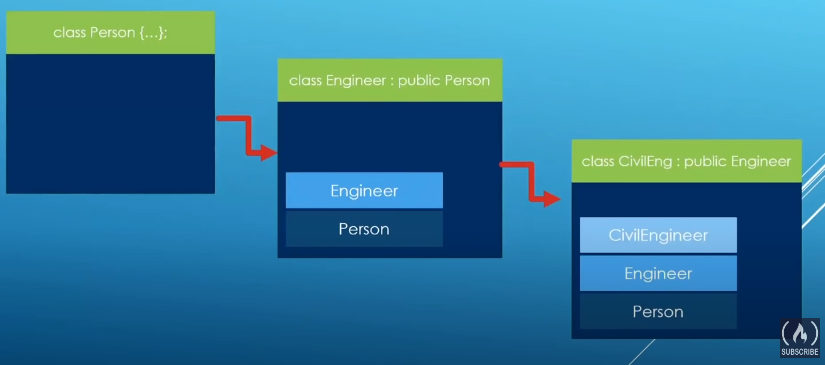 class Person {...};
class Engineer : public Person
Engineer
Person
class CivilEng : public Engineer
CivilEngineer
Engineer
Person
SUBSCRIBE